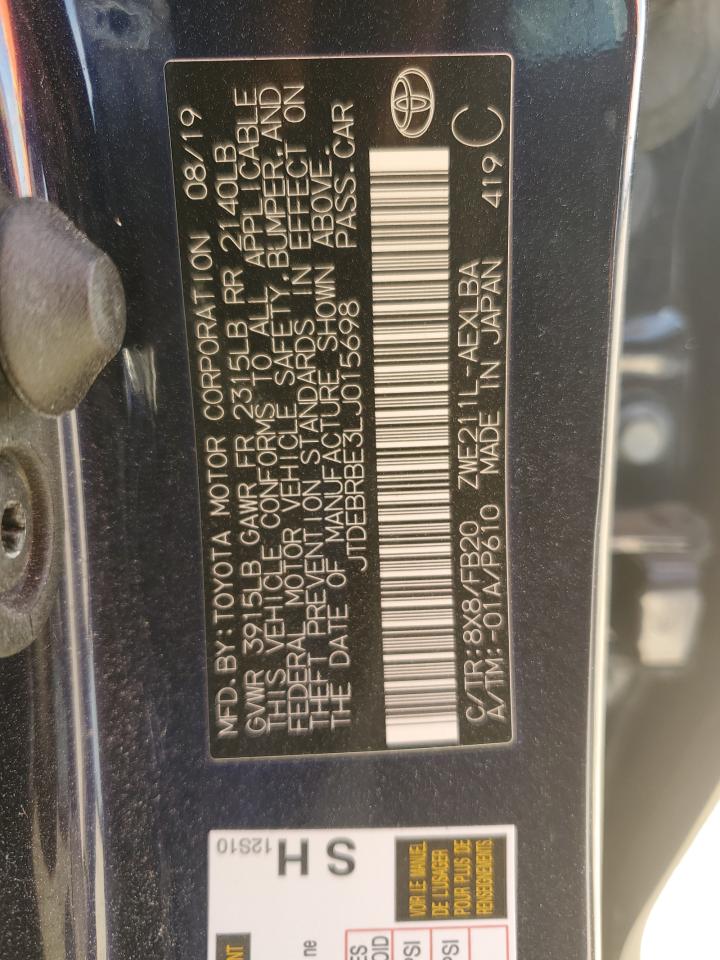 MFD. BY: TOYOTA MOTOR CORPORATION 08/19
GVWR 3915LB GAWR FR 2315LB RR 2140LB
THIS VEHICLE CONFORMS TO ALL APPLICABLE
FEDERAL MOTOR VEHICLE SAFETY, BUMPER, AND
THEFT PREVENTION STANDARDS IN EFFECT ON
THE DATE OF MANUFACTURE SHOWN ABOVE.
JTDEBRBE3LJ015698 PASS. CAR
C/TR: 8X8/FB20 ZWE211L-AEXLBA
A/TM: -01A/P610 MADE IN JAPAN 419 C
12S10
SH
VOIR LE MANUEL
DE L'USAGER
POUR PLUS DE
RENSEIGNEMENTS
PSI
PSI